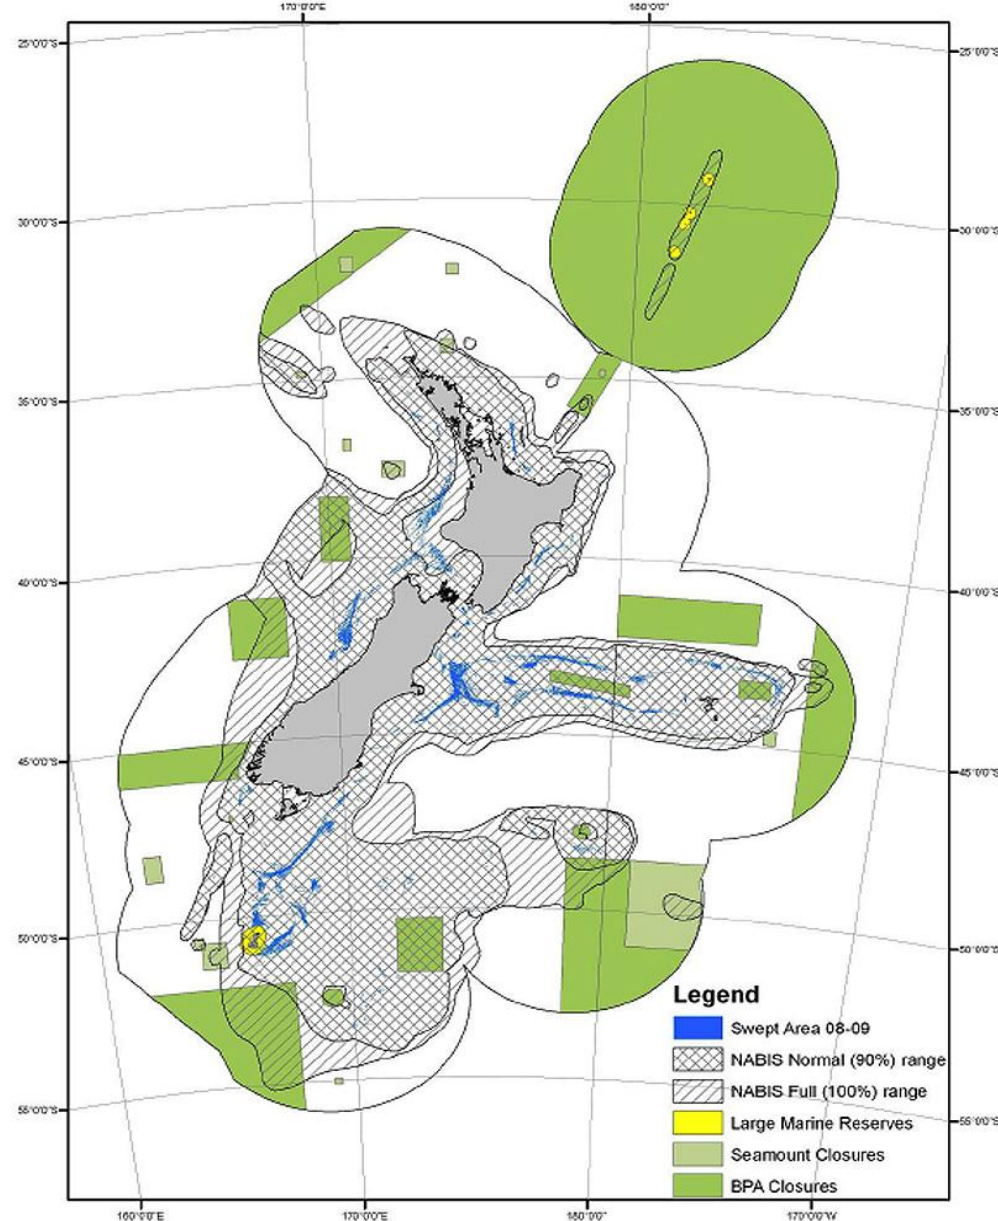 170°0'0"E 180°0'0"
25°0'0"S 25°0'0"S
30°0'0"S 30°0'0"S
35°0'0"S 35°0'0"S
40°0'0"S 40°0'0"S
45°0'0"S 45°0'0"S
50°0'0"S 50°0'0"S
Legend
Swept Area 08-09
NABIS Normal (90%) range
NABIS Full (100%) range
55°0'0"S 55°0'0"S
Large Marine Reserves
Seamount Closures
BPA Closures
160°0'0"E 170°0'0"E 180°0'0" 170°0'0"W